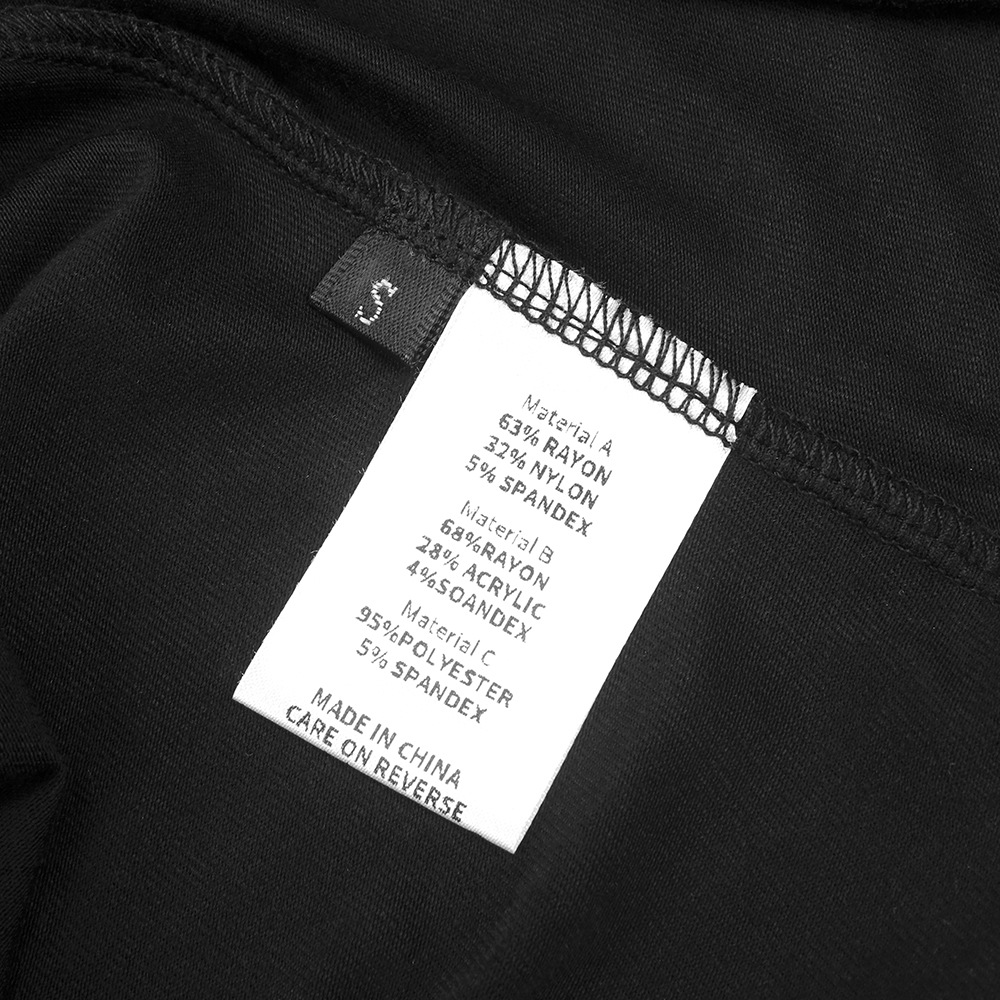 S
Material A
63% RAYON
32% NYLON
5% SPANDEX
Material B
68%RAYON
28% ACRYLIC
4%SOANDEX
Material C
95%POLYESTER
5% SPANDEX
MADE IN CHINA
CARE ON REVERSE